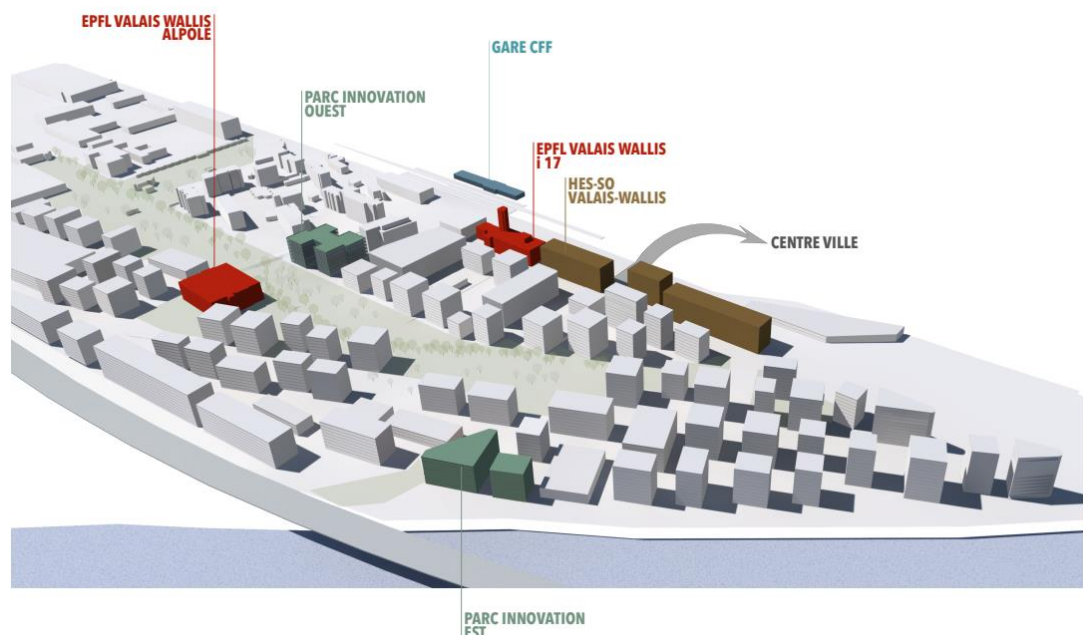 EPFL VALAIS WALLIS
ALPOLE
GARE CFF
PARC INNOVATION
OUEST
EPFL VALAIS WALLIS
i 17
HES-SO
VALAIS-WALLIS
CENTRE VILLE
PARC INNOVATION
EST